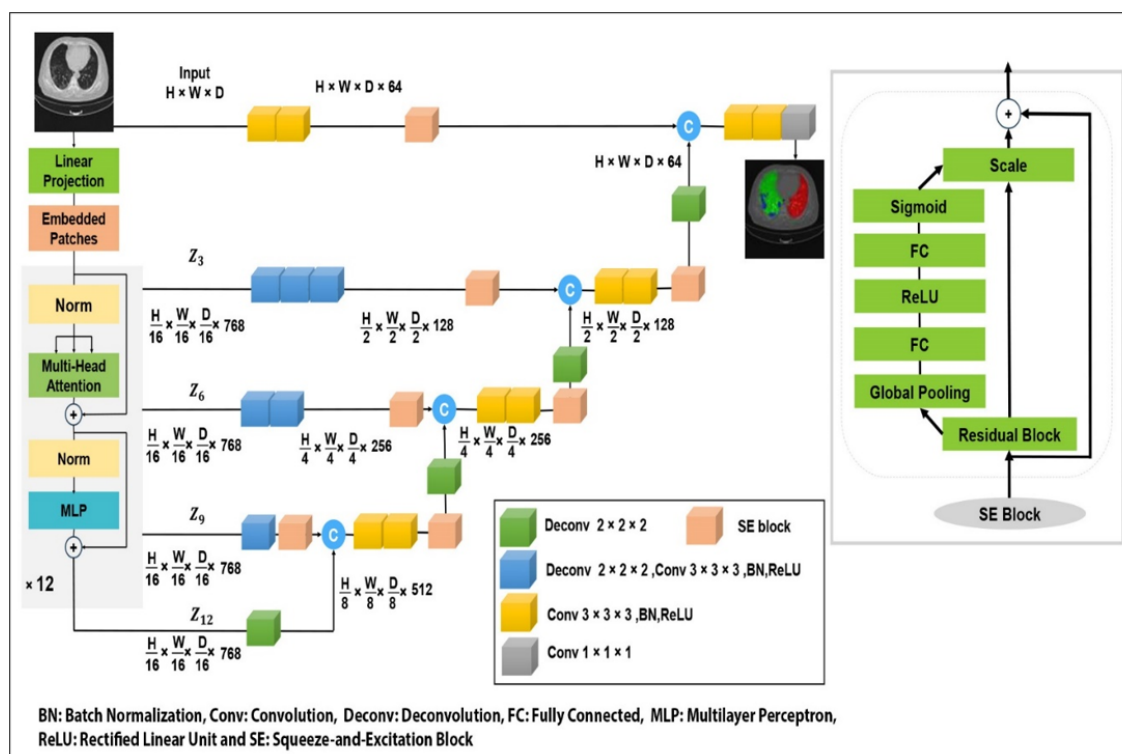 Input
H × W × D
H × W × D × 64
C
H × W × D × 64
Linear
Projection
Embedded
Patches
Norm
Multi-Head
Attention
+
Norm
MLP
+
× 12
Z3
H/16 × W/16 × D/16 × 768
H/2 × W/2 × D/2 × 128
C
H/2 × W/2 × D/2 × 128
Z6
H/16 × W/16 × D/16 × 768
H/4 × W/4 × D/4 × 256
C
H/4 × W/4 × D/4 × 256
Z9
H/16 × W/16 × D/16 × 768
C
H/8 × W/8 × D/8 × 512
Z12
H/16 × W/16 × D/16 × 768
Deconv 2 × 2 × 2
SE block
Deconv 2 × 2 × 2 ,Conv 3 × 3 × 3 ,BN,ReLU
Conv 3 × 3 × 3 ,BN,ReLU
Conv 1 × 1 × 1
+
Scale
Sigmoid
FC
ReLU
FC
Global Pooling
Residual Block
SE Block
BN: Batch Normalization, Conv: Convolution, Deconv: Deconvolution, FC: Fully Connected, MLP: Multilayer Perceptron,
ReLU: Rectified Linear Unit and SE: Squeeze-and-Excitation Block